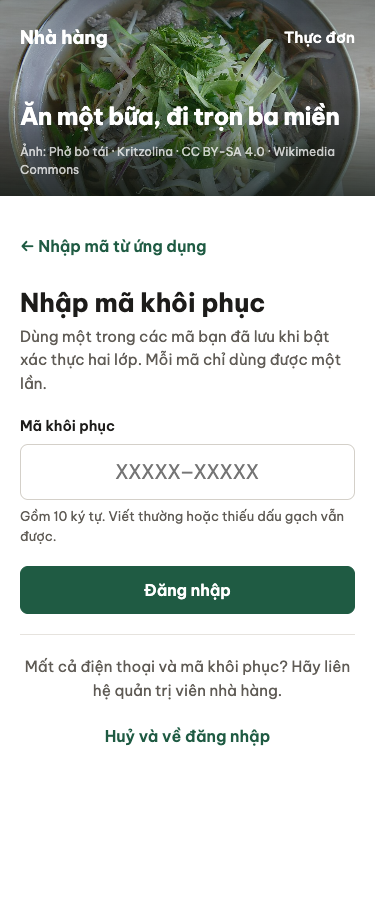 Nhà hàng
Thực đơn
Ăn một bữa, đi trọn ba miền
Ảnh: Phở bò tái · Kritzolina · CC BY-SA 4.0 · Wikimedia
Commons
← Nhập mã từ ứng dụng
Nhập mã khôi phục
Dùng một trong các mã bạn đã lưu khi bật
xác thực hai lớp. Mỗi mã chỉ dùng được một
lần.
Mã khôi phục
XXXXX–XXXXX
Gồm 10 ký tự. Viết thường hoặc thiếu dấu gạch vẫn
được.
Đăng nhập
Mất cả điện thoại và mã khôi phục? Hãy liên
hệ quản trị viên nhà hàng.
Huỷ và về đăng nhập